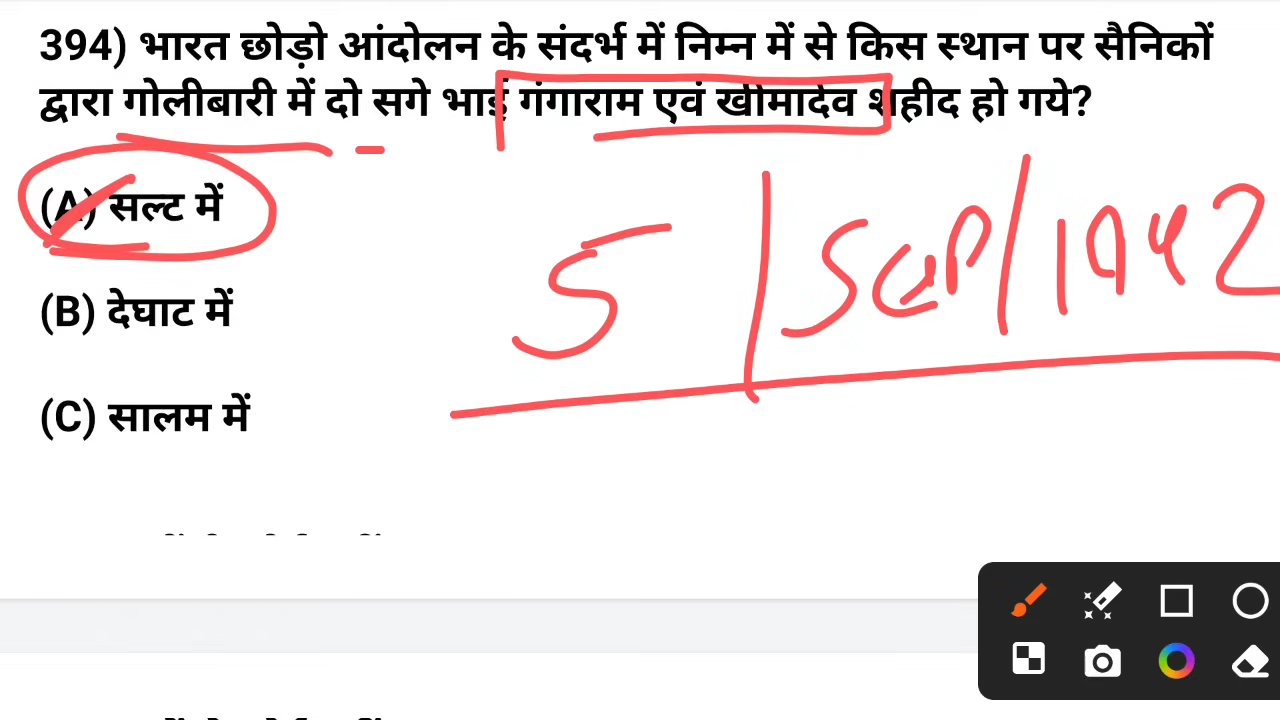 394) भारत छोड़ो आंदोलन के संदर्भ में निम्न में से किस स्थान पर सैनिकों
द्वारा गोलीबारी में दो सगे भाई गंगाराम एवं खीमादेव शहीद हो गये?
(A) सल्ट में
5 | Sep / 1942
(B) देघाट में
(C) सालम में